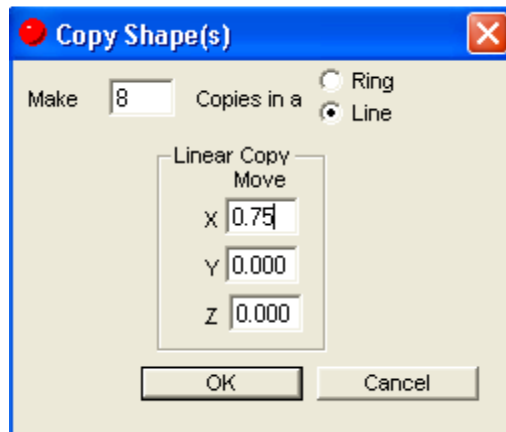 Copy Shape(s)
Make 8 Copies in a Ring
Line
Linear Copy
Move
X 0.75
Y 0.000
Z 0.000
OK Cancel